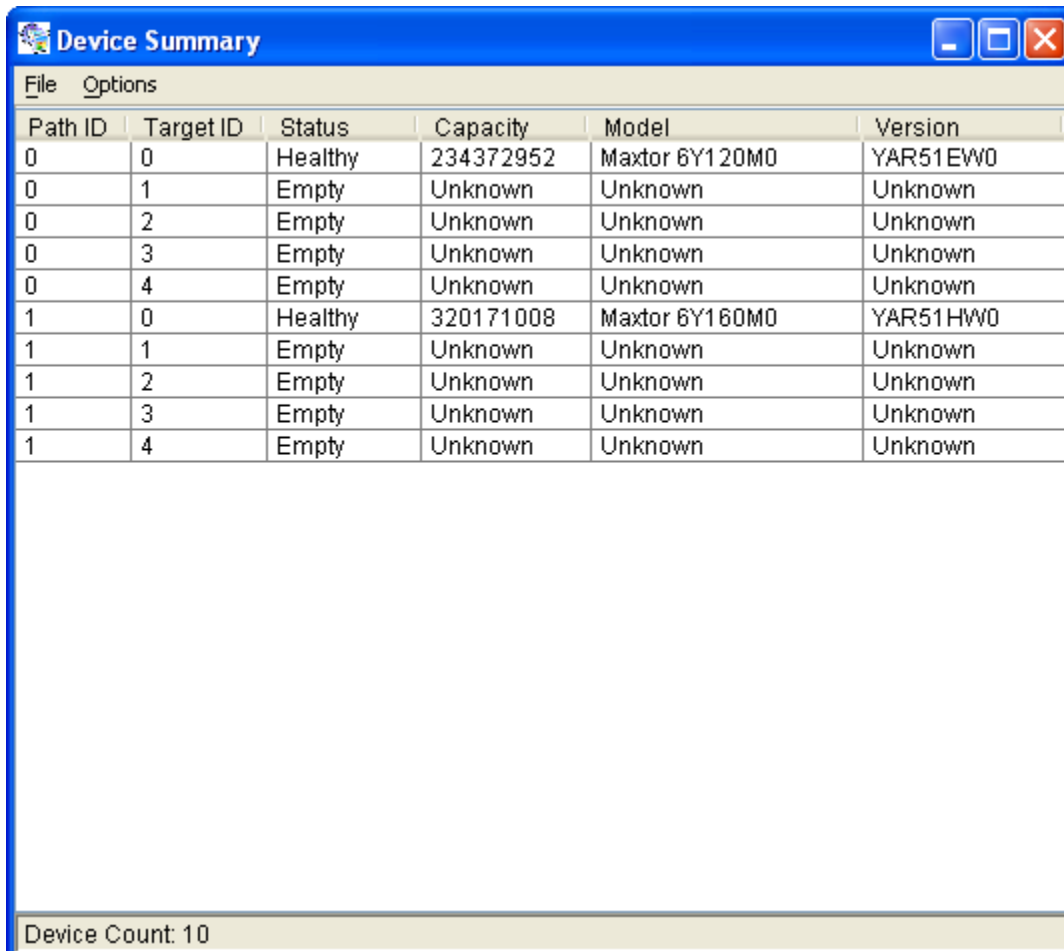 Device Summary
File Options
Path ID Target ID Status Capacity Model Version
0 0 Healthy 234372952 Maxtor 6Y120M0 YAR51EW0
0 1 Empty Unknown Unknown Unknown
0 2 Empty Unknown Unknown Unknown
0 3 Empty Unknown Unknown Unknown
0 4 Empty Unknown Unknown Unknown
1 0 Healthy 320171008 Maxtor 6Y160M0 YAR51HW0
1 1 Empty Unknown Unknown Unknown
1 2 Empty Unknown Unknown Unknown
1 3 Empty Unknown Unknown Unknown
1 4 Empty Unknown Unknown Unknown
Device Count: 10